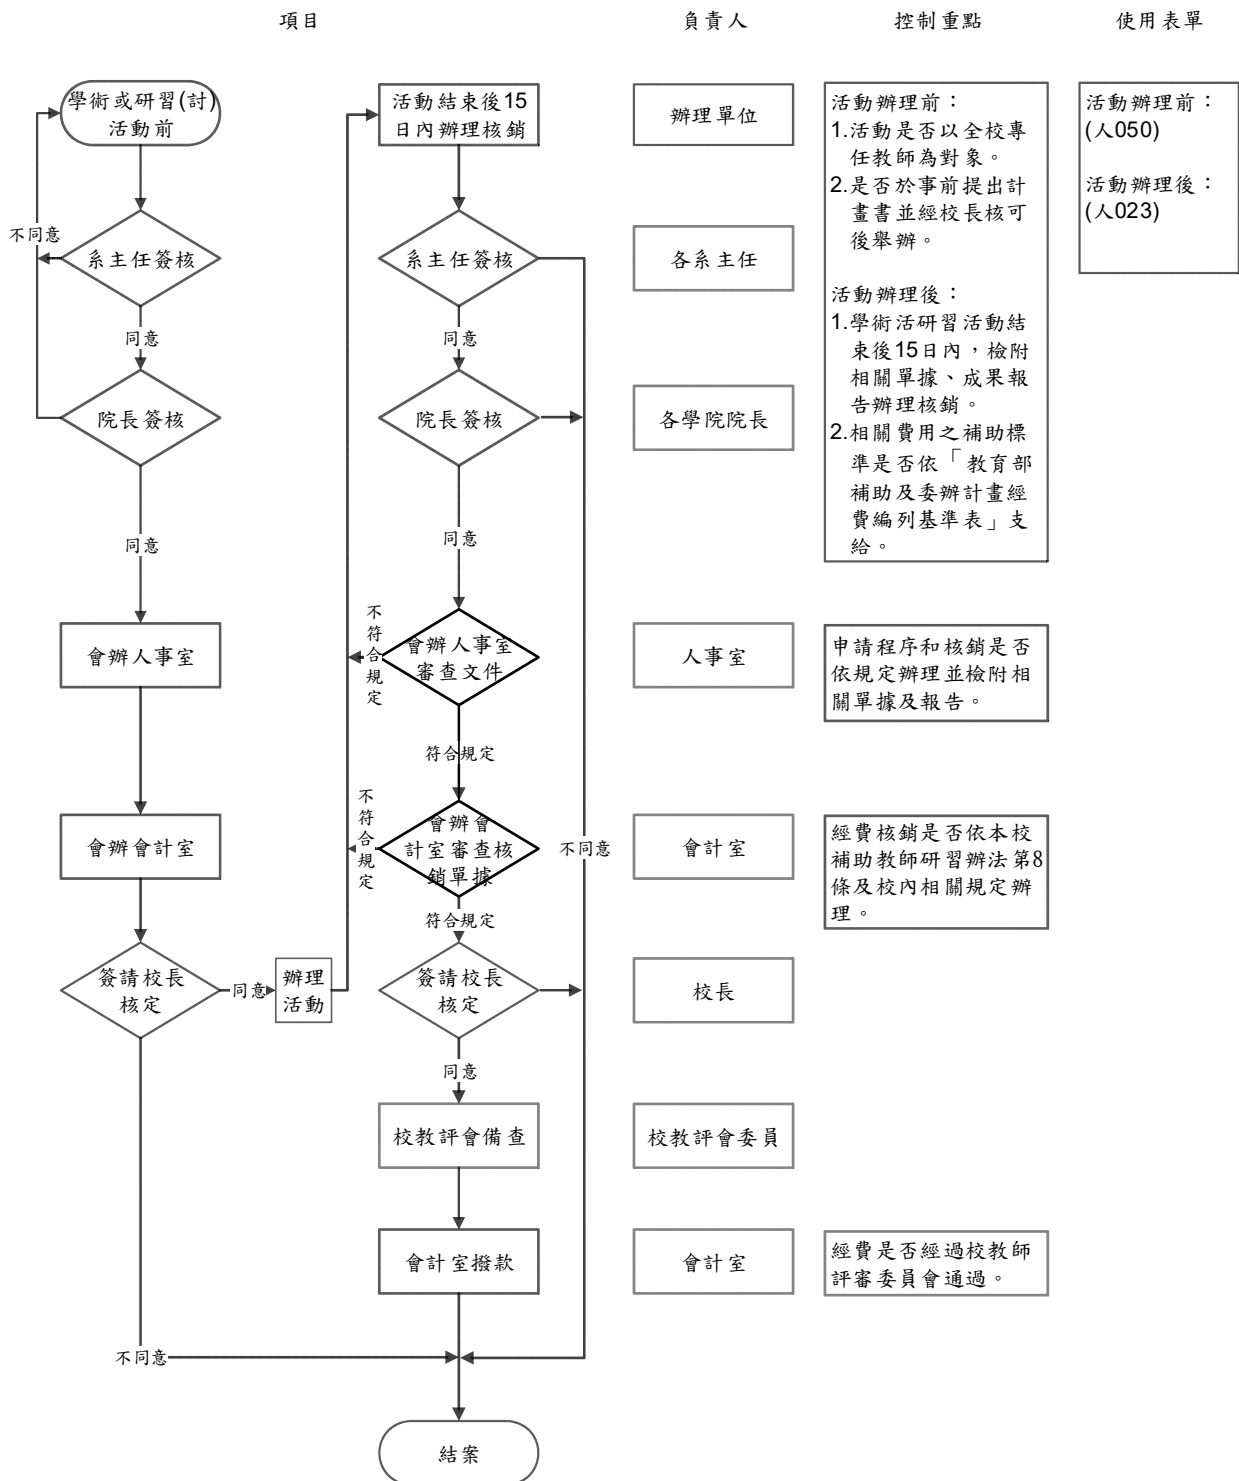 項目
負責人
控制重點
使用表單
學術或研習(討)
活動前
活動結束後15
日內辦理核銷
辦理單位
活動辦理前：
1.活動是否以全校專
任教師為對象。
2.是否於事前提出計
畫書並經校長核可
後舉辦。
活動辦理後：
1.學術活研習活動結
束後15日內，檢附
相關單據、成果報
告辦理核銷。
2.相關費用之補助標
準是否依「教育部
補助及委辦計畫經
費編列基準表」支
給。
活動辦理前：
(人050)
活動辦理後：
(人023)
不同意
系主任簽核
系主任簽核
各系主任
同意
同意
院長簽核
院長簽核
各學院院長
同意
同意
會辦人事室
不符合規定
會辦人事室
審查文件
人事室
申請程序和核銷是否
依規定辦理並檢附相
關單據及報告。
符合規定
會辦會計室
不符合規定
會辦會
計室審查核
銷單據
不同意
會計室
經費核銷是否依本校
補助教師研習辦法第8
條及校內相關規定辦
理。
符合規定
簽請校長
核定
同意
辦理
活動
簽請校長
核定
校長
同意
校教評會備查
校教評會委員
會計室撥款
會計室
經費是否經過校教師
評審委員會通過。
不同意
結案